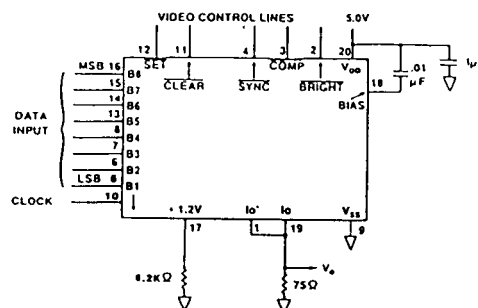 VIDEO CONTROL LINES
5.0V
12 11 4 3 2 20
SET COMP VDD
CLEAR SYNC BRIGHT
.01 µF
1µ
18
BIAS
DATA INPUT
MSB 16 B8
15 B7
14 B6
13 B5
8 B4
7 B3
6 B2
LSB B1
CLOCK 10
+ 1.2V Io' Io VSS
17 1 19 9
6.2KΩ
75Ω
Vo